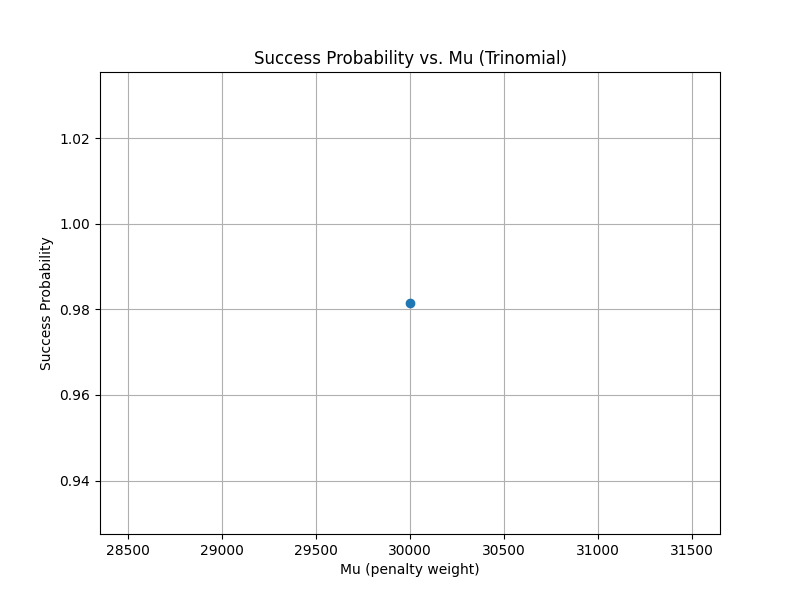 Success Probability vs. Mu (Trinomial)
1.02
1.00
0.98
0.96
0.94
Success Probability
28500 29000 29500 30000 30500 31000 31500
Mu (penalty weight)